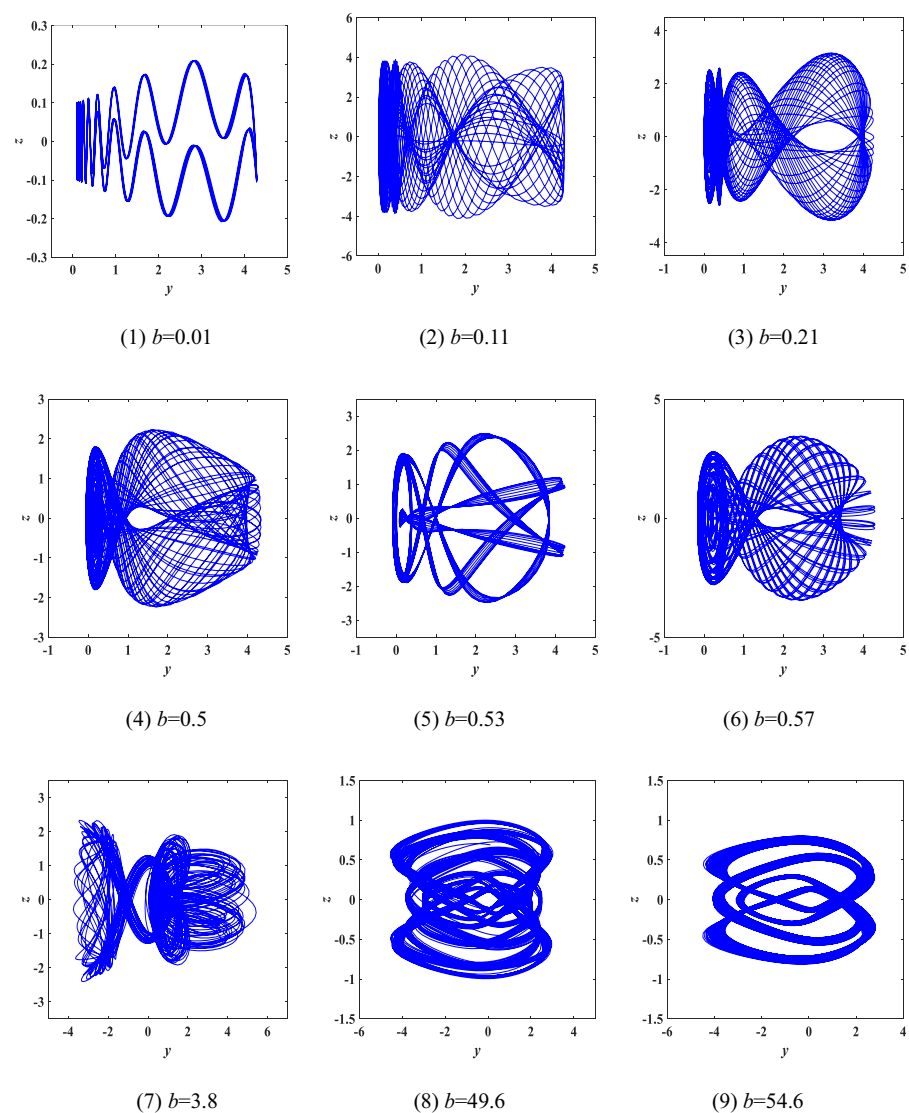 0.3
0.2
0.1
0
-0.1
-0.2
-0.3
z
0 1 2 3 4 5
y
(1) b=0.01
6
4
2
0
-2
-4
-6
z
0 1 2 3 4 5
y
(2) b=0.11
4
2
0
-2
-4
z
-1 0 1 2 3 4 5
y
(3) b=0.21
3
2
1
0
-1
-2
-3
z
-1 0 1 2 3 4 5
y
(4) b=0.5
3
2
1
0
-1
-2
-3
z
-1 0 1 2 3 4 5
y
(5) b=0.53
5
0
-5
z
-1 0 1 2 3 4 5
y
(6) b=0.57
3
2
1
0
-1
-2
-3
z
-4 -2 0 2 4 6
y
(7) b=3.8
1.5
1
0.5
0
-0.5
-1
-1.5
z
-6 -4 -2 0 2 4
y
(8) b=49.6
1.5
1
0.5
0
-0.5
-1
-1.5
z
-6 -4 -2 0 2 4
y
(9) b=54.6